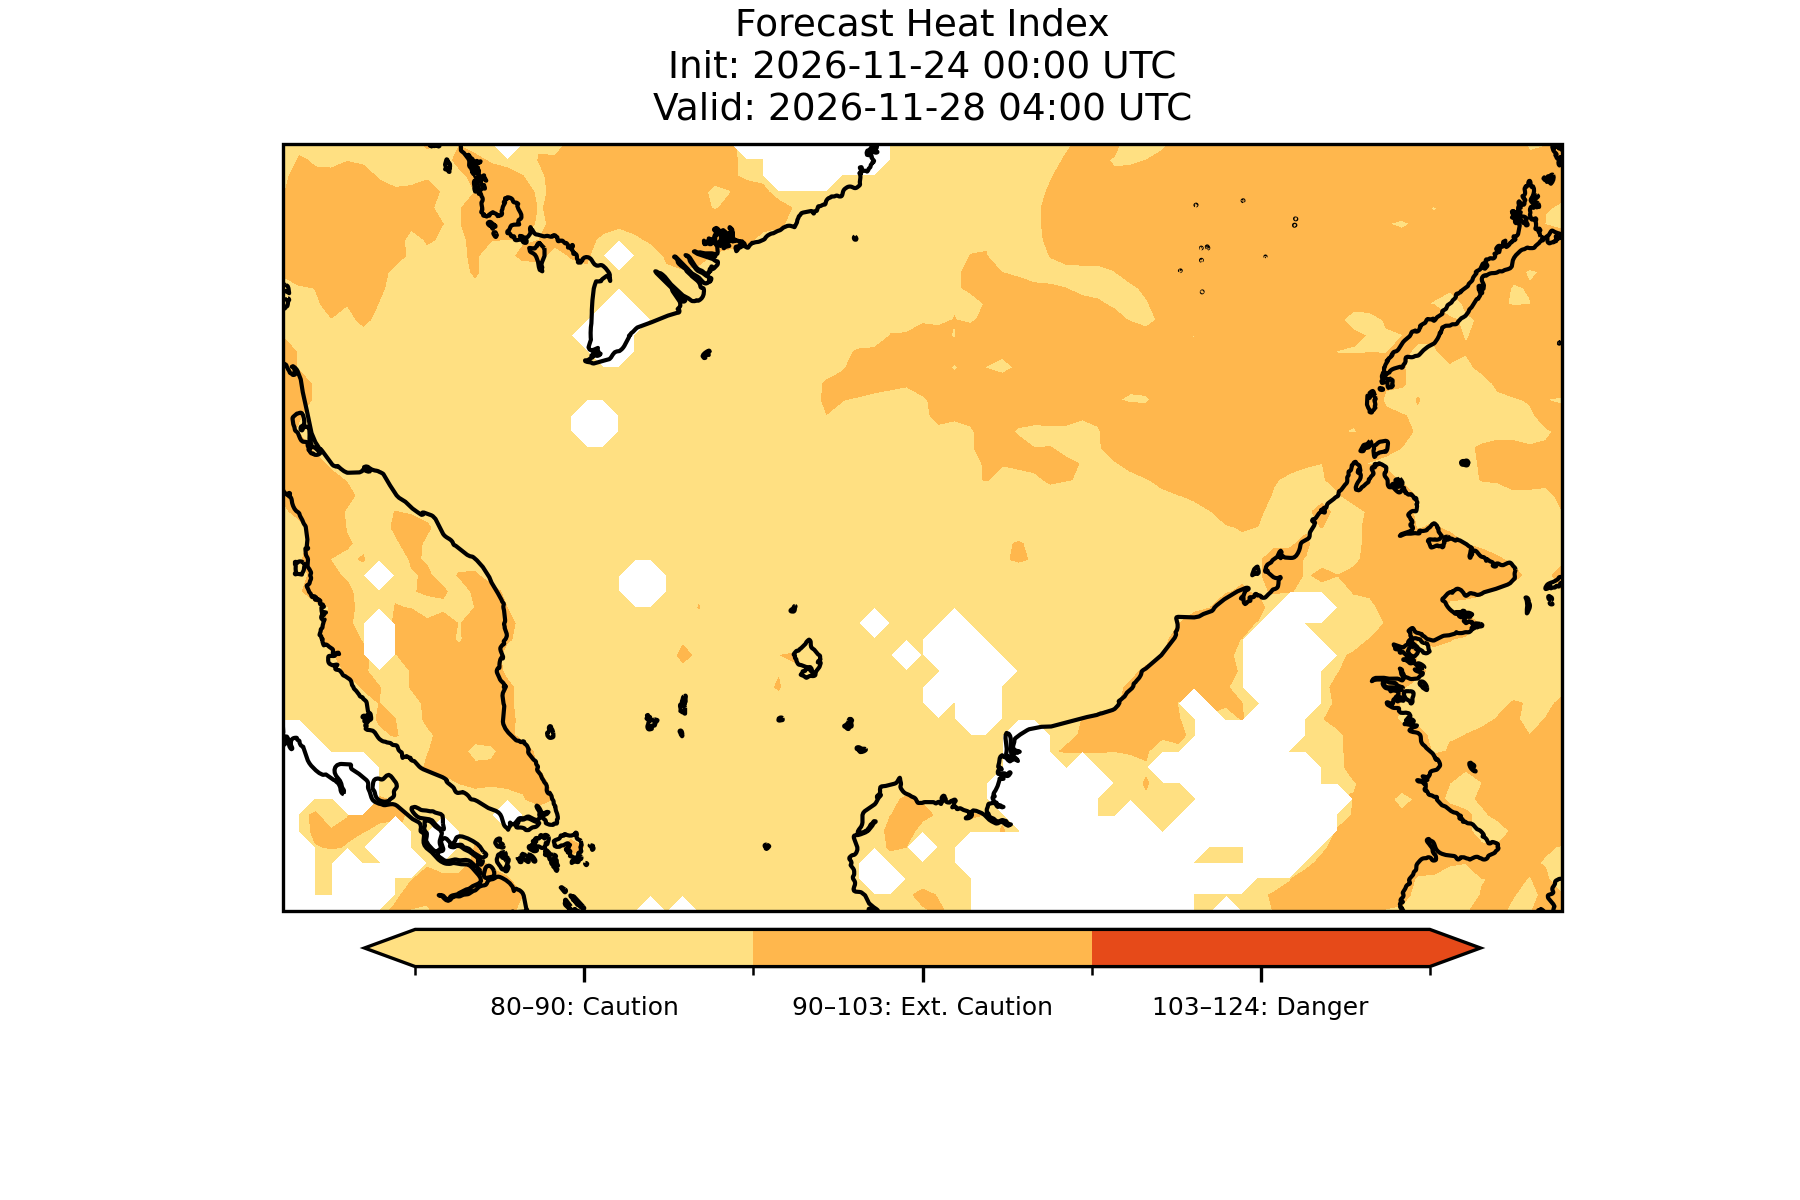 Forecast Heat Index
Init: 2026-11-24 00:00 UTC
Valid: 2026-11-28 04:00 UTC
80–90: Caution
90–103: Ext. Caution
103–124: Danger